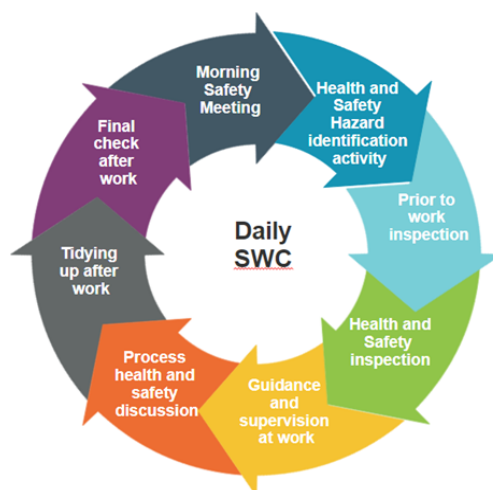 Morning
Safety
Meeting
Health and
Safety
Hazard
identification
activity
Prior to
work
inspection
Health and
Safety
inspection
Guidance
and
supervision
at work
Process
health and
safety
discussion
Tidying
up after
work
Final
check after
work
Daily
SWC